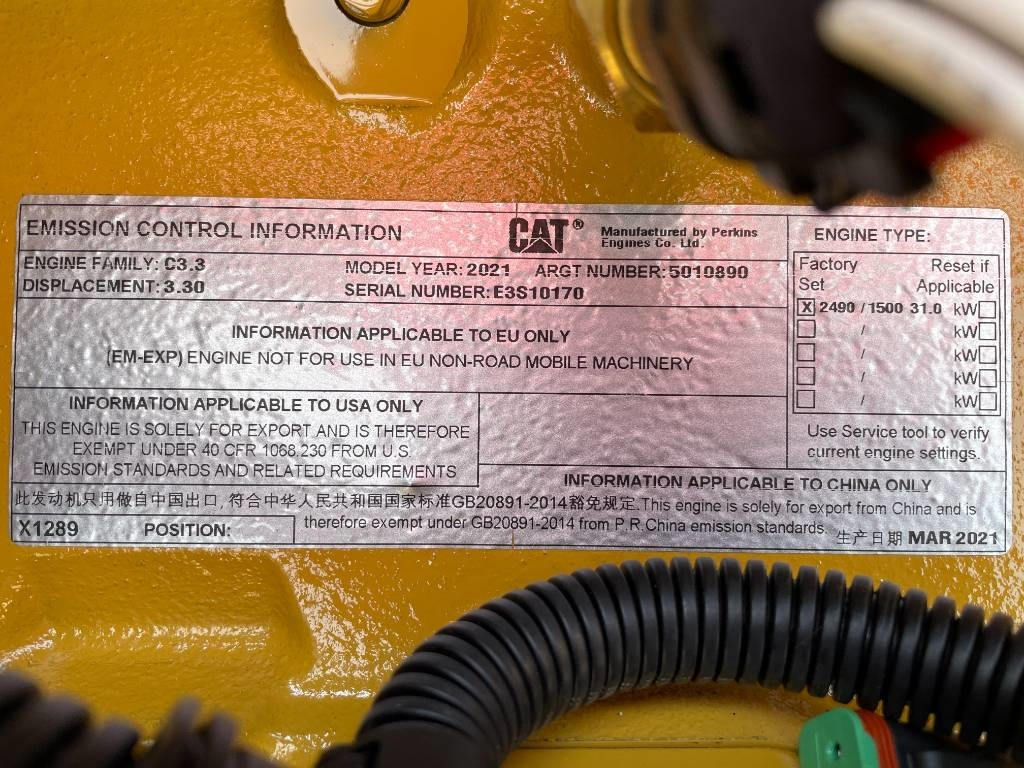 EMISSION CONTROL INFORMATION
CAT®
Manufactured by Perkins
Engines Co. Ltd.
ENGINE FAMILY: C3.3
MODEL YEAR: 2021 ARGT NUMBER: 5010890
DISPLACEMENT: 3.30
SERIAL NUMBER: E3S10170
ENGINE TYPE:
Factory Reset if
Set Applicable
X 2490 / 1500 31.0 kW
/ kW
/ kW
/ kW
/ kW
Use Service tool to verify
current engine settings.
INFORMATION APPLICABLE TO EU ONLY
(EM-EXP) ENGINE NOT FOR USE IN EU NON-ROAD MOBILE MACHINERY
INFORMATION APPLICABLE TO USA ONLY
THIS ENGINE IS SOLELY FOR EXPORT AND IS THEREFORE
EXEMPT UNDER 40 CFR 1068.230 FROM U.S.
EMISSION STANDARDS AND RELATED REQUIREMENTS
INFORMATION APPLICABLE TO CHINA ONLY
此发动机只用做自中国出口, 符合中华人民共和国国家标准GB20891-2014豁免规定.This engine is solely for export from China and is
therefore exempt under GB20891-2014 from P.R.China emission standards.
生产日期 MAR 2021
X1289 POSITION: